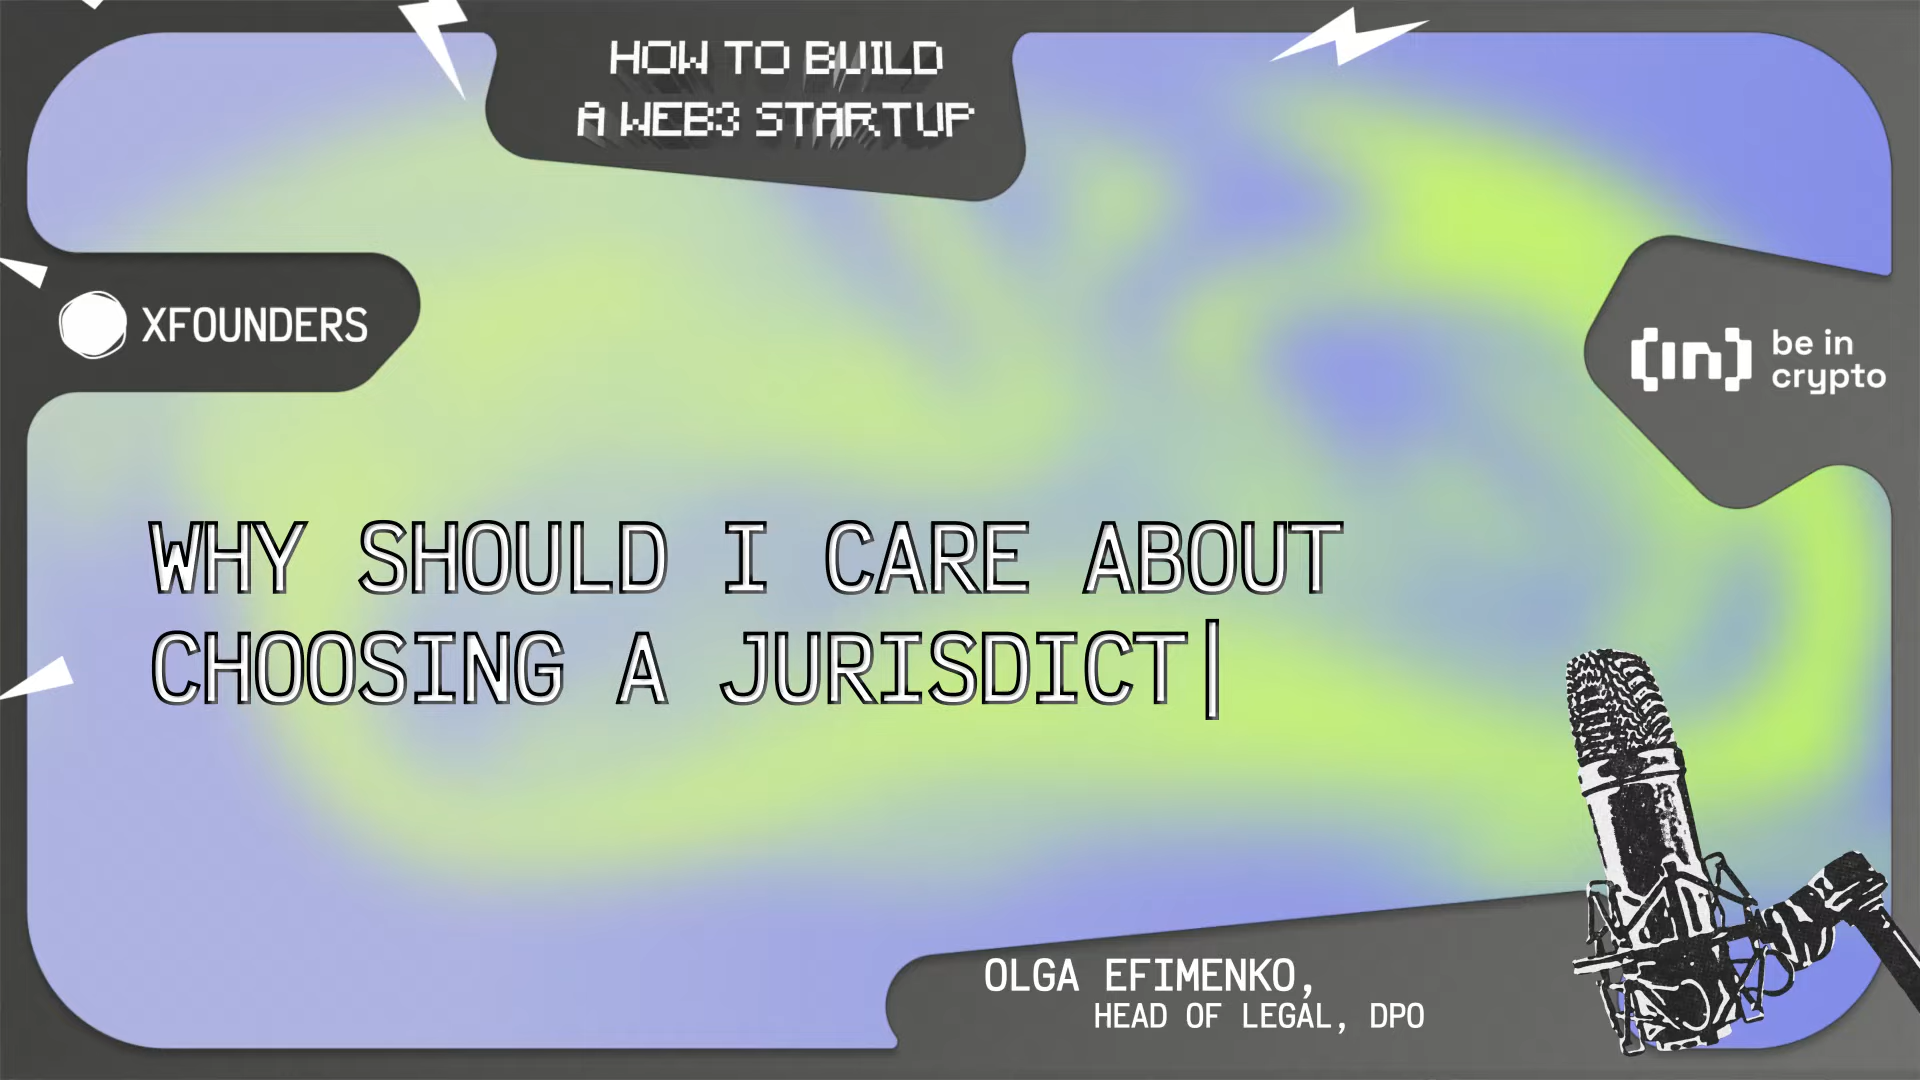 HOW TO BUILD
A WEB3 STARTUP
XFOUNDERS
[in] be in
crypto
WHY SHOULD I CARE ABOUT
CHOOSING A JURISDICT|
OLGA EFIMENKO,
HEAD OF LEGAL, DPO